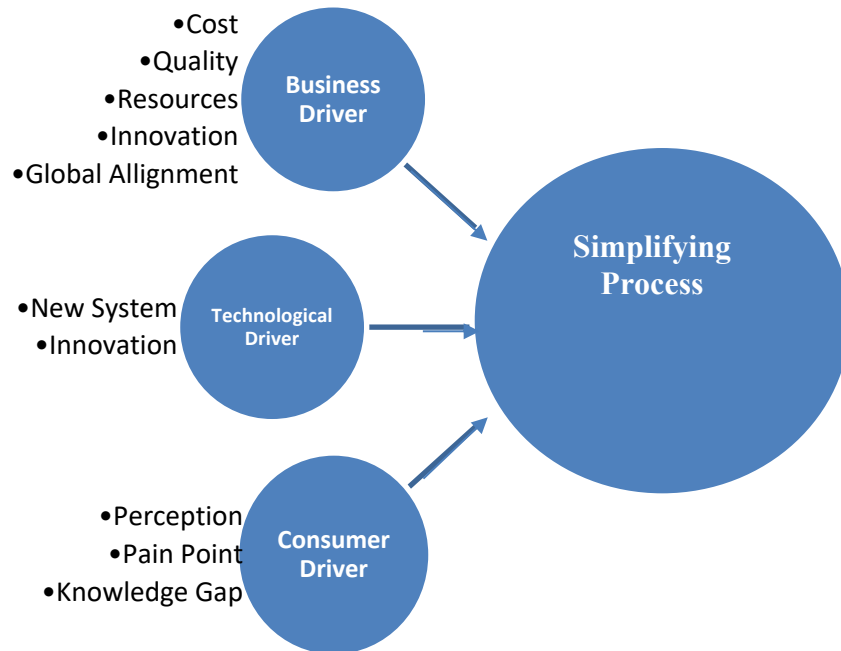 •Cost
•Quality
•Resources
•Innovation
•Global Allignment
Business
Driver
Simplifying
Process
•New System
•Innovation
Technological
Driver
•Perception
•Pain Point
•Knowledge Gap
Consumer
Driver